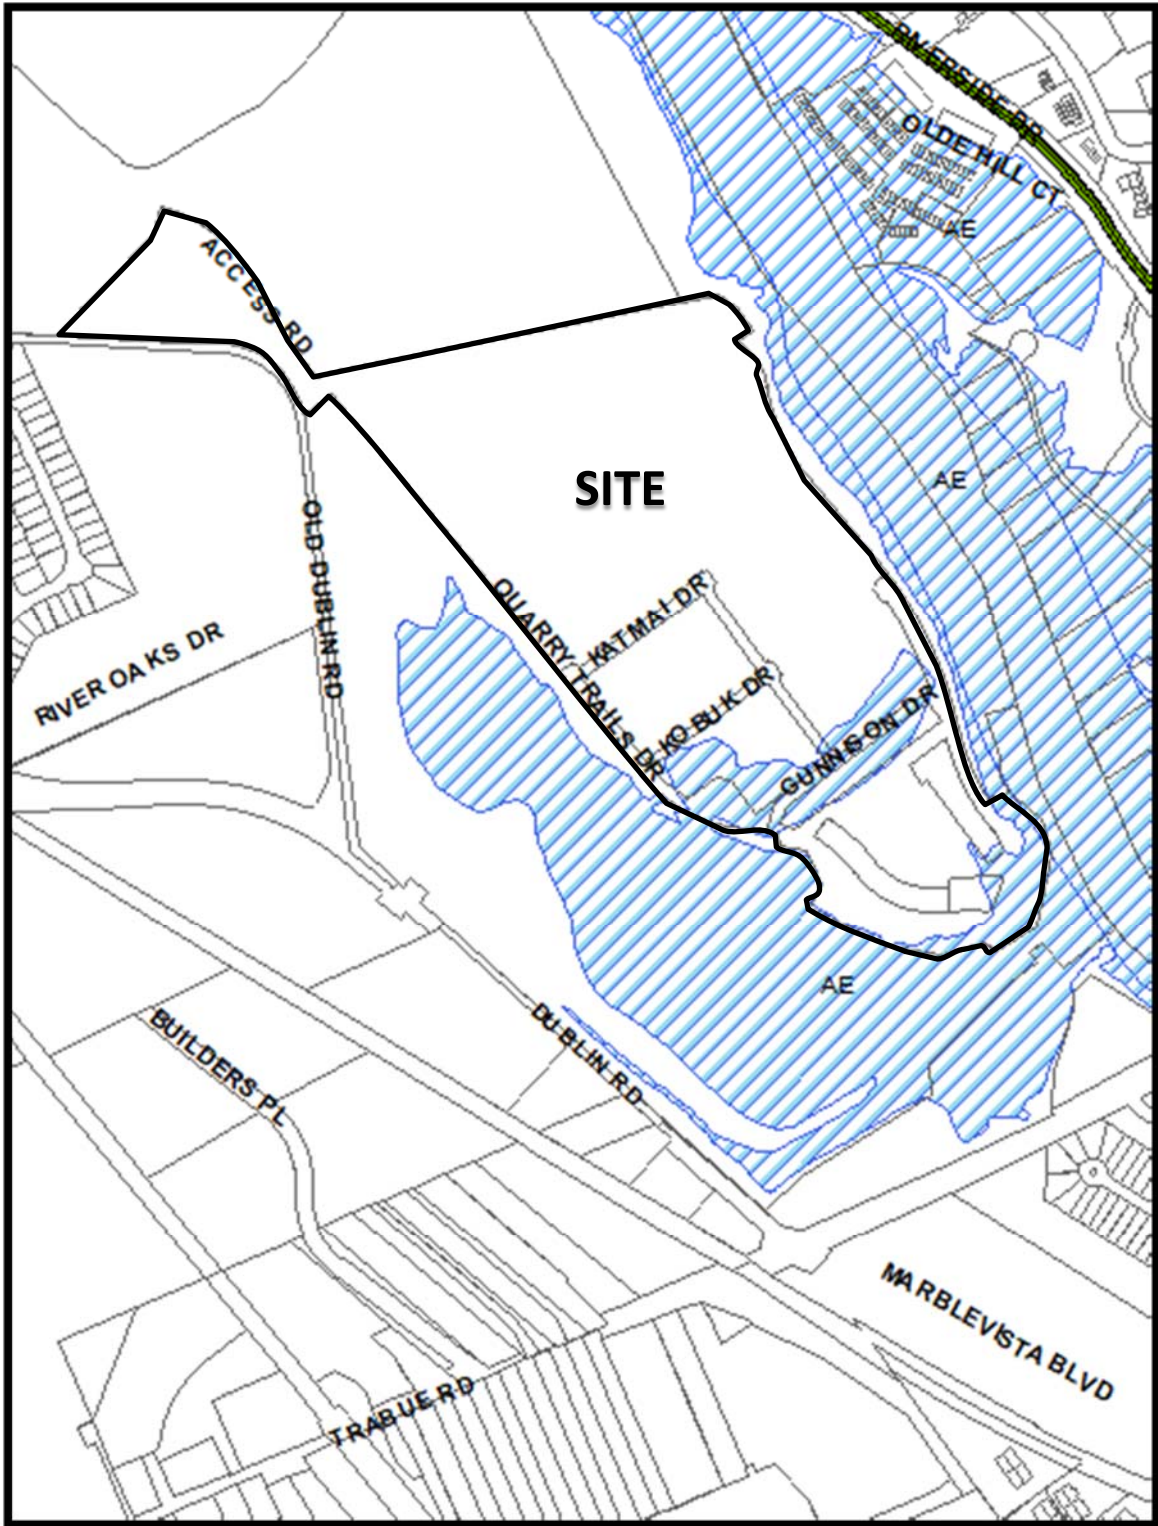 RIVERSIDE DR
OLDE HILL CT
AE
ACCESS RD
SITE
AE
OLD DUBLIN RD
QUARRY TRAILS DR
KATMAI DR
RIVER OAKS DR
KOBUK DR
GUNNISON DR
AE
DUBLIN RD
BUILDERS PL
MARBLEVISTA BLVD
TRABUE RD